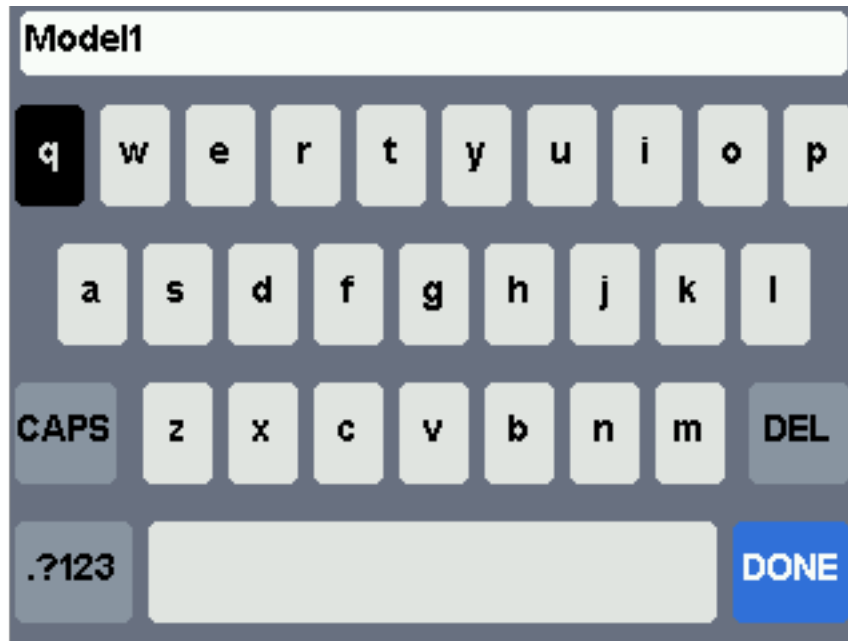 Model1
q w e r t y u i o p
a s d f g h j k l
CAPS z x c v b n m DEL
.?123 DONE